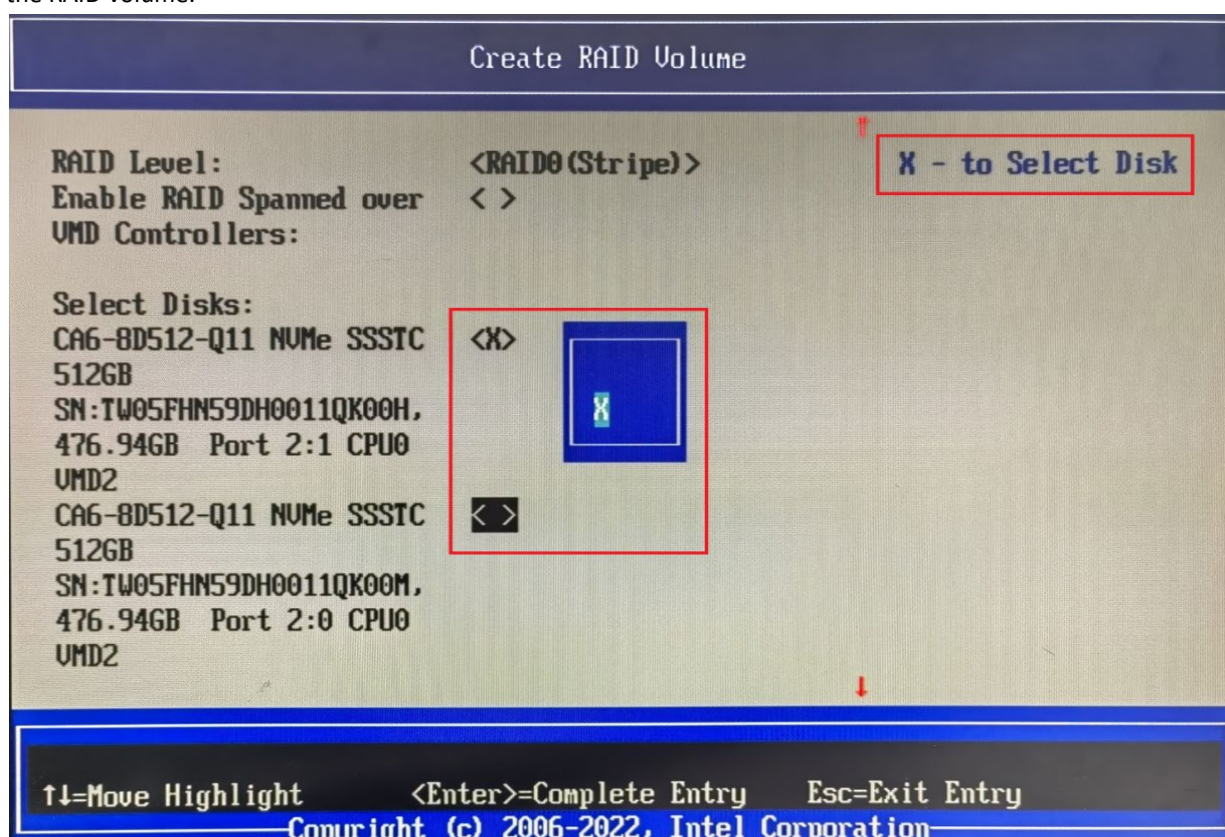 the RAID volume.
Create RAID Volume
RAID Level: <RAID0(Stripe)> X - to Select Disk
Enable RAID Spanned over < >
VMD Controllers:
Select Disks:
CA6-8D512-Q11 NVMe SSSTC <X>
512GB
SN:TW05FHN59DH0011QK00H, X
476.94GB Port 2:1 CPU0
VMD2
CA6-8D512-Q11 NVMe SSSTC < >
512GB
SN:TW05FHN59DH0011QK00M,
476.94GB Port 2:0 CPU0
VMD2
↑↓=Move Highlight <Enter>=Complete Entry Esc=Exit Entry
Copyright (c) 2006-2022, Intel Corporation